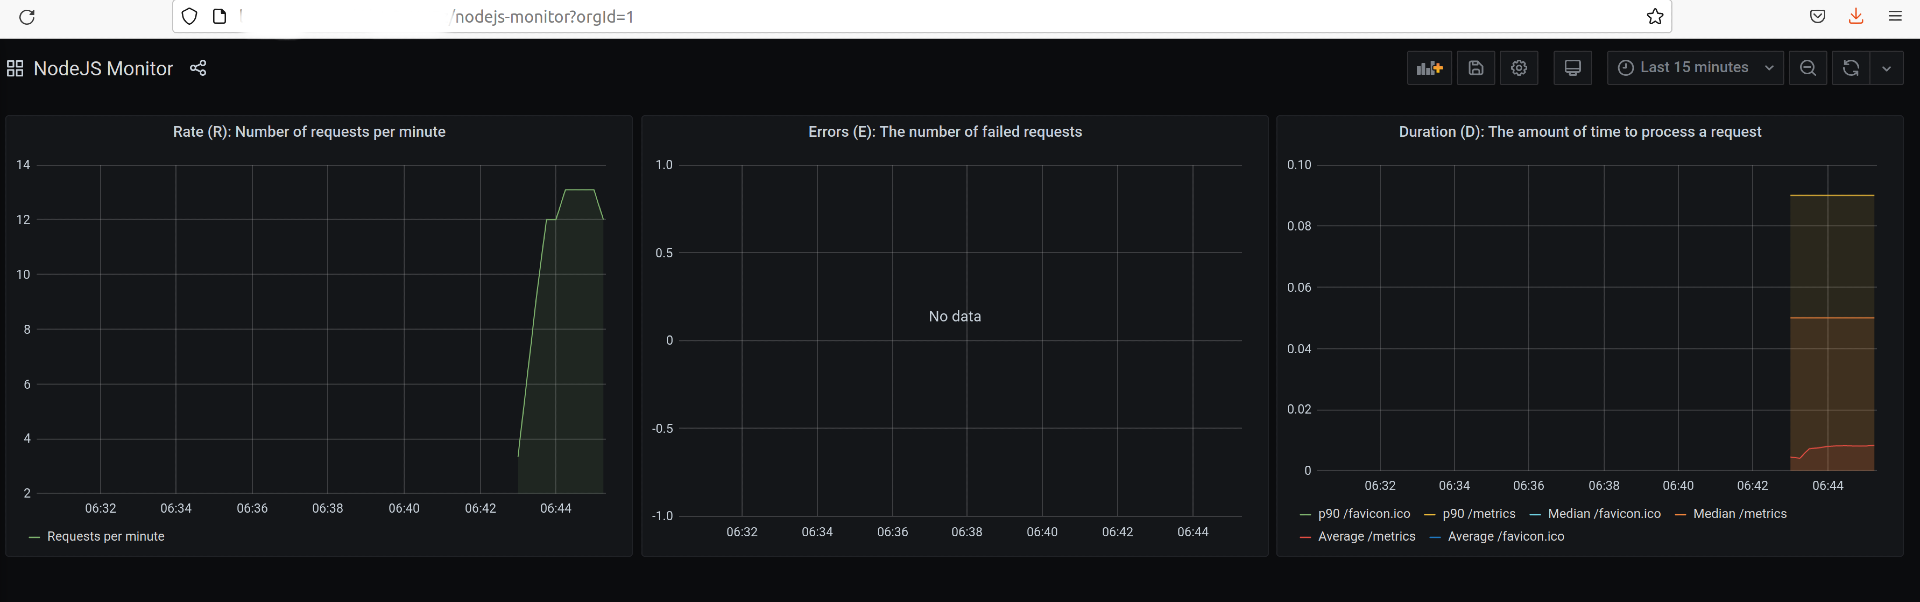 /nodejs-monitor?orgId=1
NodeJS Monitor
Last 15 minutes
Rate (R): Number of requests per minute
14
12
10
8
6
4
2
06:32 06:34 06:36 06:38 06:40 06:42 06:44
Requests per minute
Errors (E): The number of failed requests
1.0
0.5
No data
0
-0.5
-1.0
06:32 06:34 06:36 06:38 06:40 06:42 06:44
Duration (D): The amount of time to process a request
0.10
0.08
0.06
0.04
0.02
0
06:32 06:34 06:36 06:38 06:40 06:42 06:44
p90 /favicon.ico p90 /metrics Median /favicon.ico Median /metrics
Average /metrics Average /favicon.ico